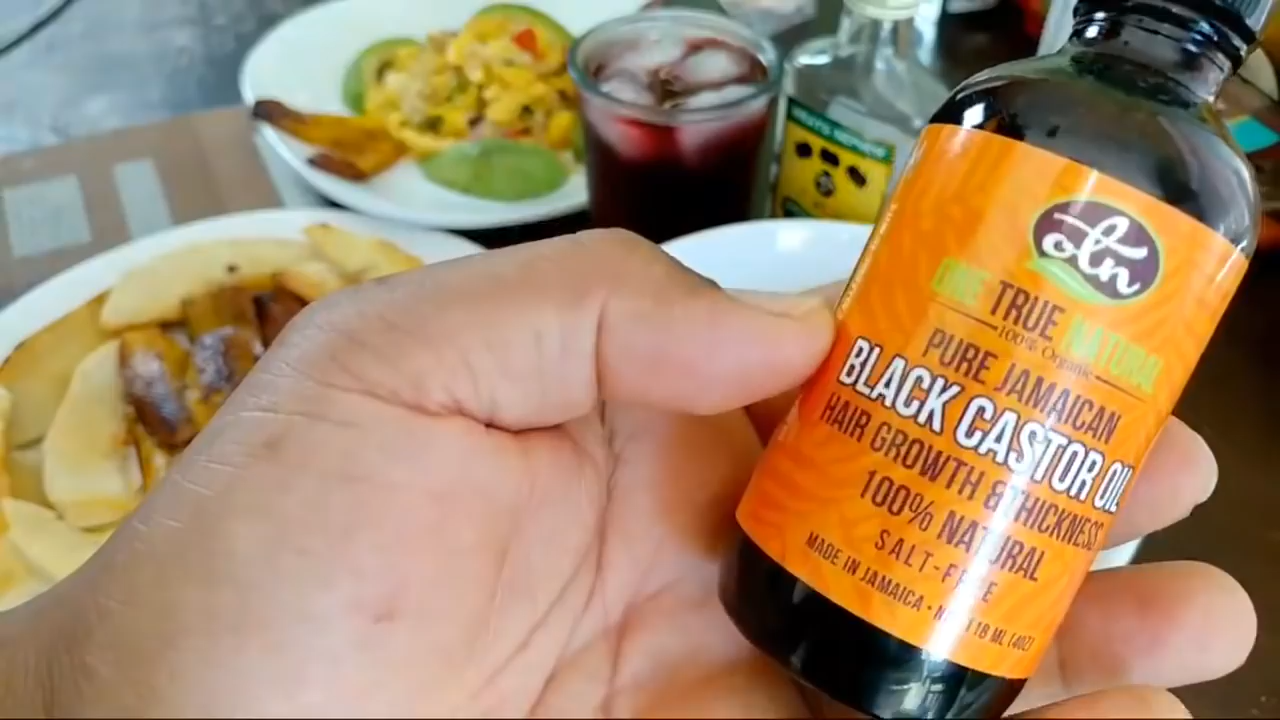 otn
ONE TRUE NATURAL
100% Organic
PURE JAMAICAN
BLACK CASTOR OIL
HAIR GROWTH & THICKNESS
100% NATURAL
SALT-FREE
MADE IN JAMAICA • NET 118 ML (4OZ)